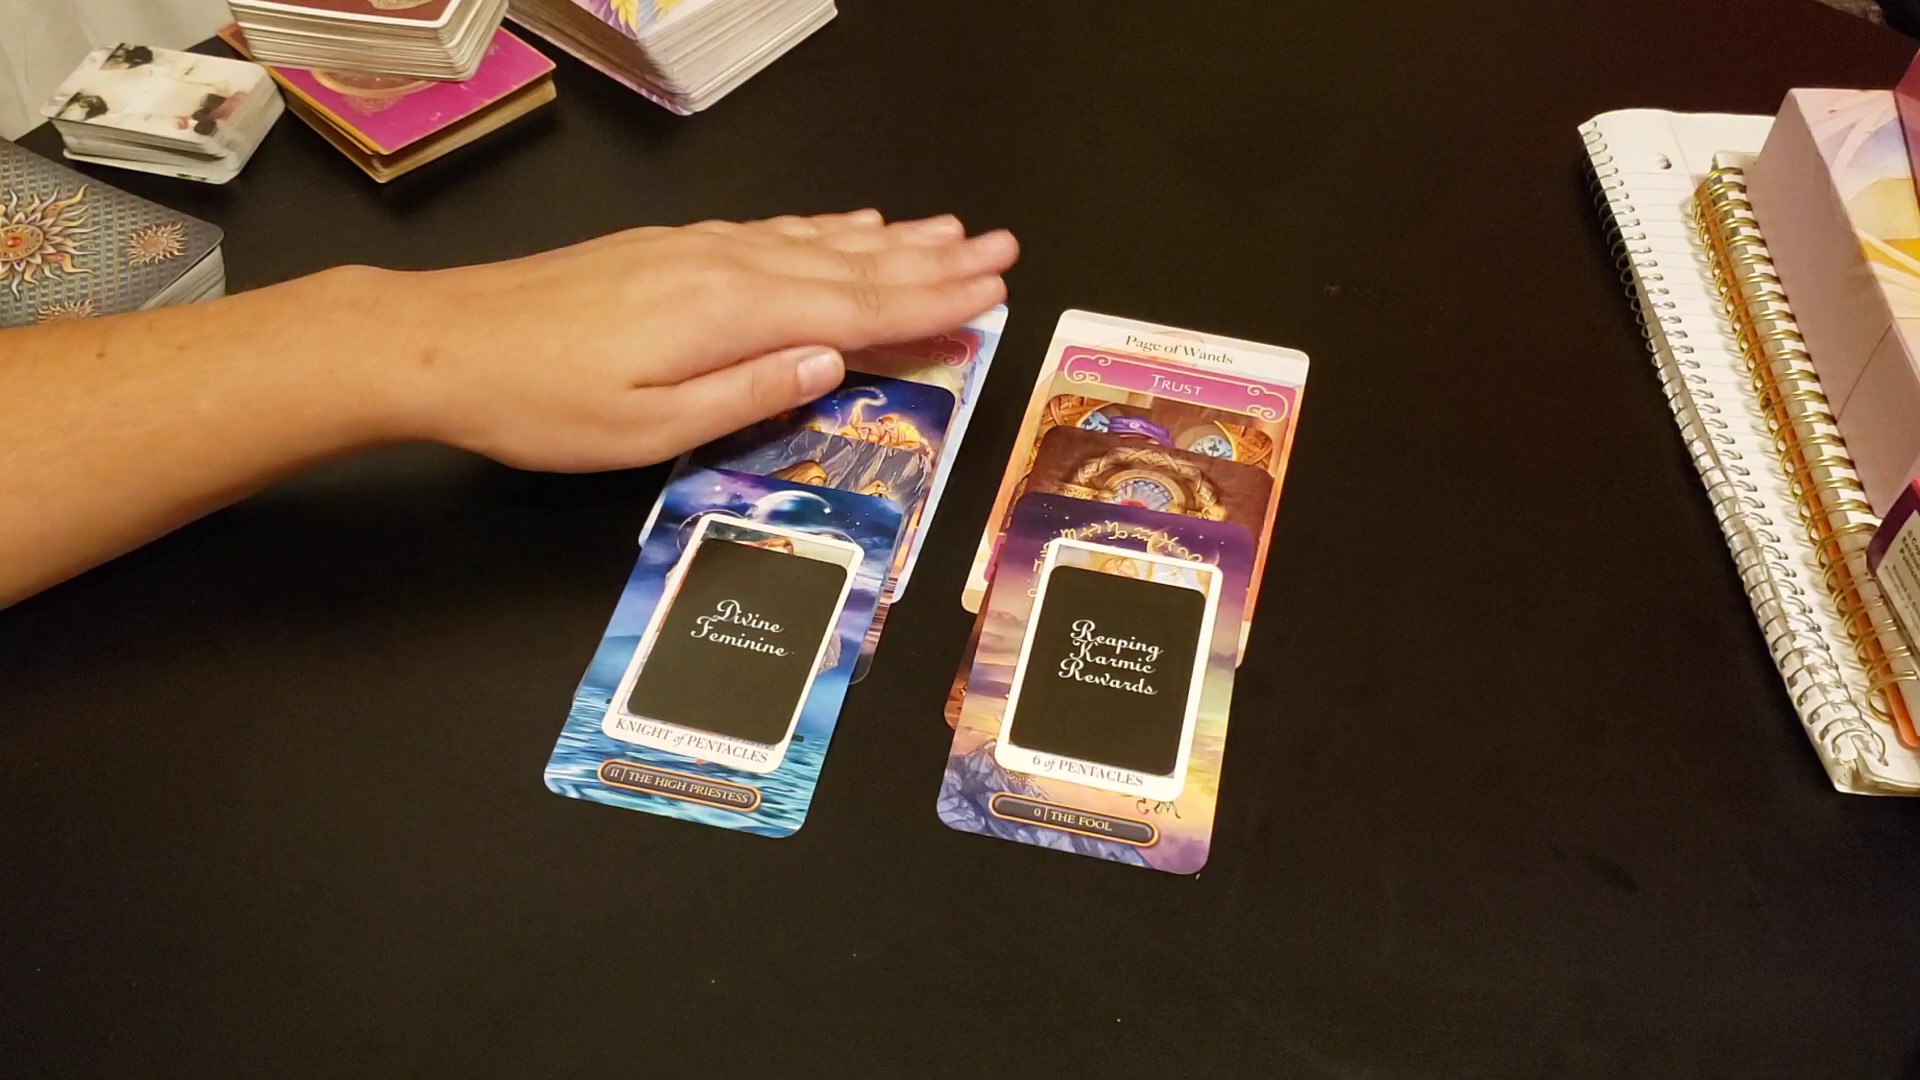 Page of Wands
TRUST
Divine
Feminine
KNIGHT of PENTACLES
II | THE HIGH PRIESTESS
Reaping
Karmic
Rewards
6 of PENTACLES
0 | THE FOOL